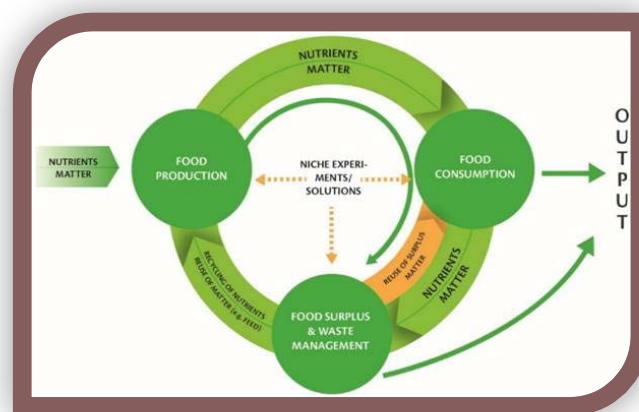 NUTRIENTS
MATTER
NUTRIENTS
MATTER
FOOD
PRODUCTION
NICHE EXPERI-
MENTS/
SOLUTIONS
FOOD
CONSUMPTION
OUTPUT
RECYCLING OF NUTRIENTS
REUSE OF MATTER (e.g. FEED)
REUSE OF SURPLUS
MATTER
NUTRIENTS
MATTER
FOOD SURPLUS
& WASTE
MANAGEMENT